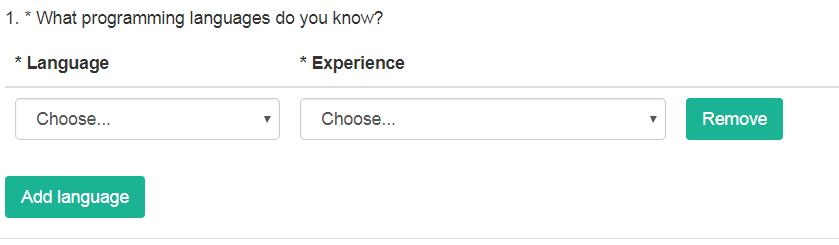 1. * What programming languages do you know?
* Language * Experience
Choose... Choose... Remove
Add language